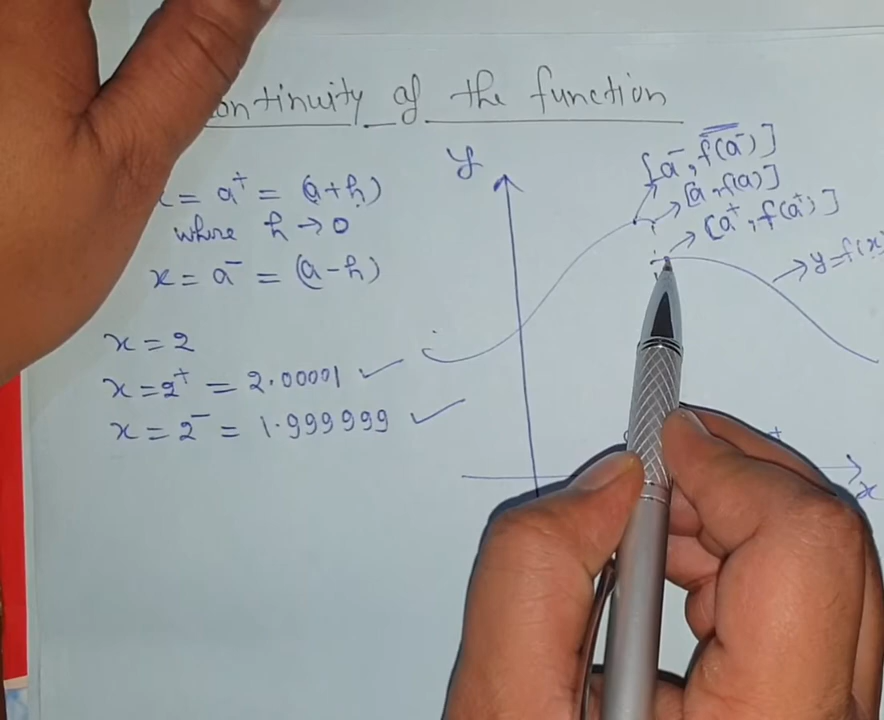 ontinuity of the function
x = a⁺ = (a+h)
where h → 0
x = a⁻ = (a-h)
x = 2
x = 2⁺ = 2.00001 ✓
x = 2⁻ = 1.999999 ✓
y
[a⁻, f(a⁻)]
[a, f(a)]
[a⁺, f(a⁺)]
y=f(x)
x